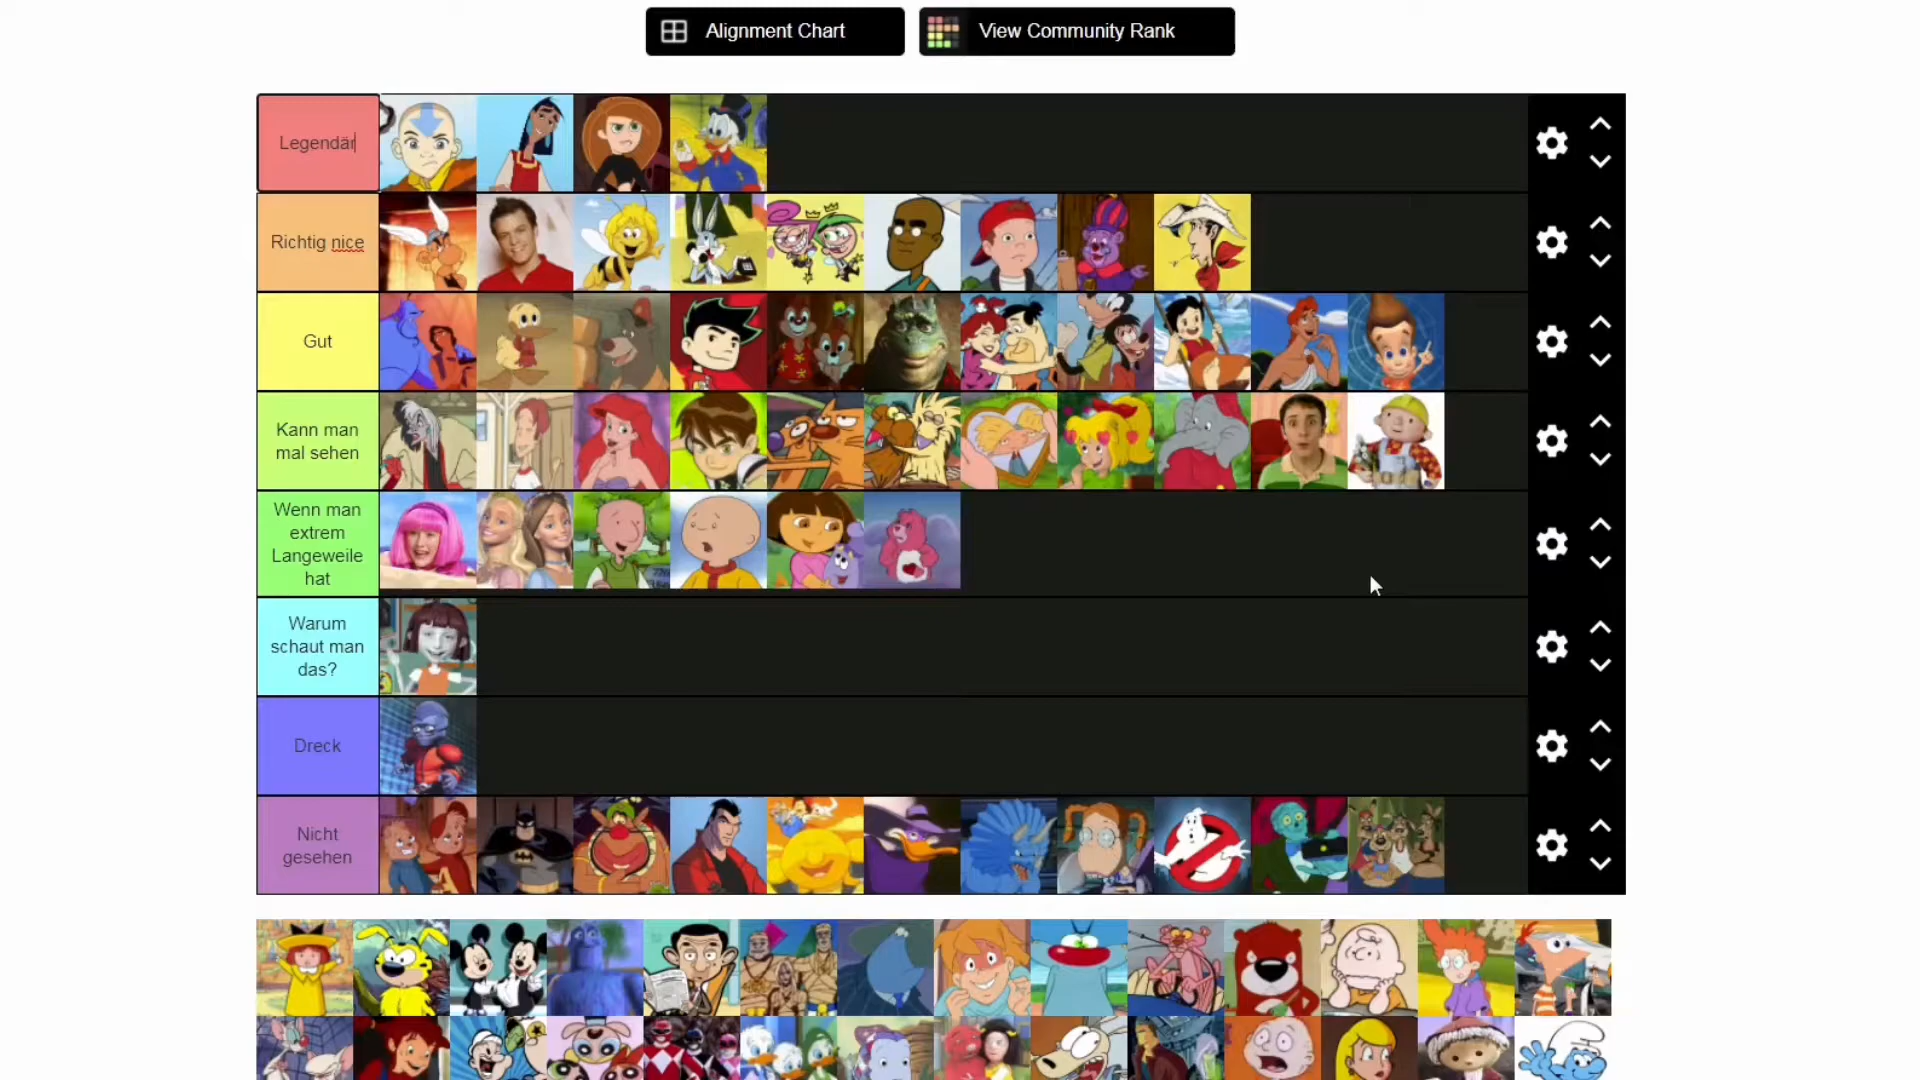 Alignment Chart
View Community Rank
Legendär
Richtig nice
Gut
Kann man
mal sehen
Wenn man
extrem
Langeweile
hat
Warum
schaut man
das?
Dreck
Nicht
gesehen